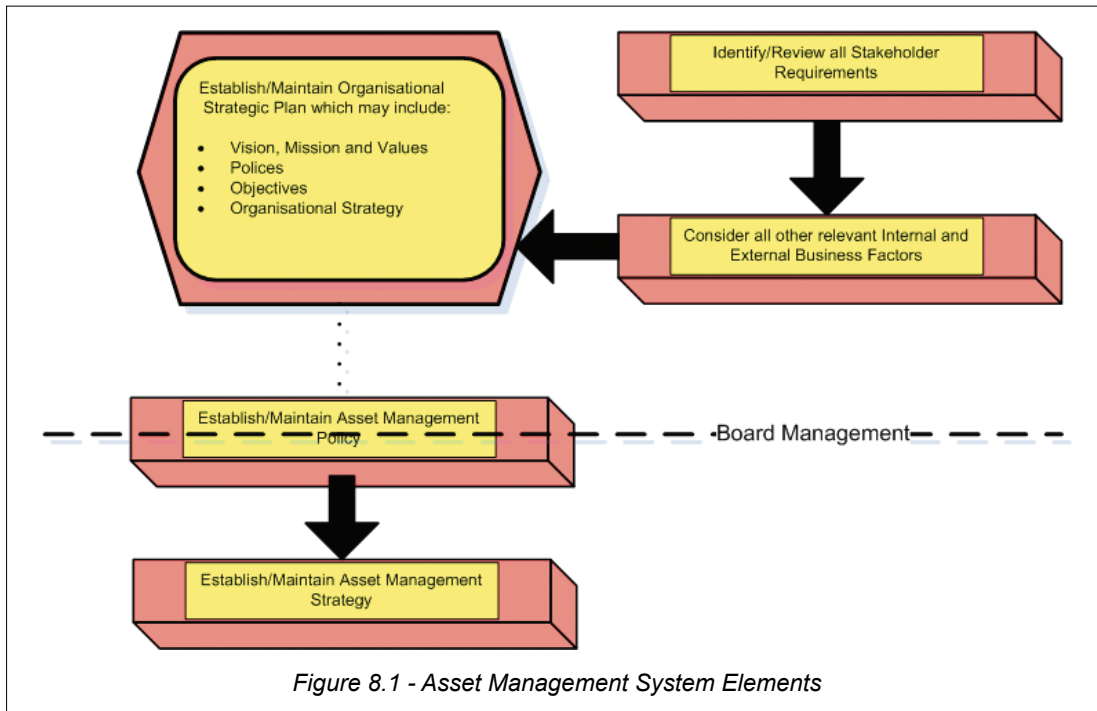 Establish/Maintain Organisational
Strategic Plan which may include:
• Vision, Mission and Values
• Polices
• Objectives
• Organisational Strategy
Identify/Review all Stakeholder
Requirements
Consider all other relevant Internal and
External Business Factors
Establish/Maintain Asset Management
Policy
Board Management
Establish/Maintain Asset Management
Strategy
Figure 8.1 - Asset Management System Elements